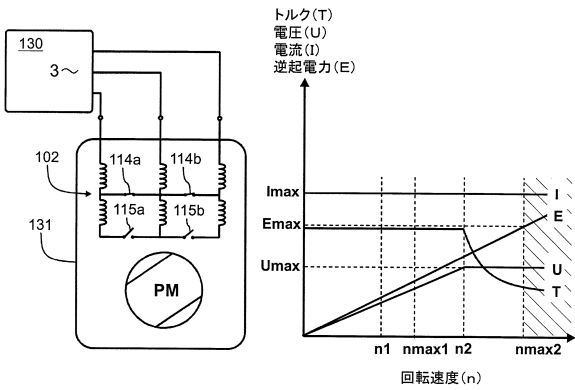 130
3～
102
114a
114b
115a
115b
131
PM
トルク(T)
電圧(U)
電流(I)
逆起電力(E)
Imax
Emax
Umax
I
E
U
T
n1
nmax1
n2
nmax2
回転速度(n)